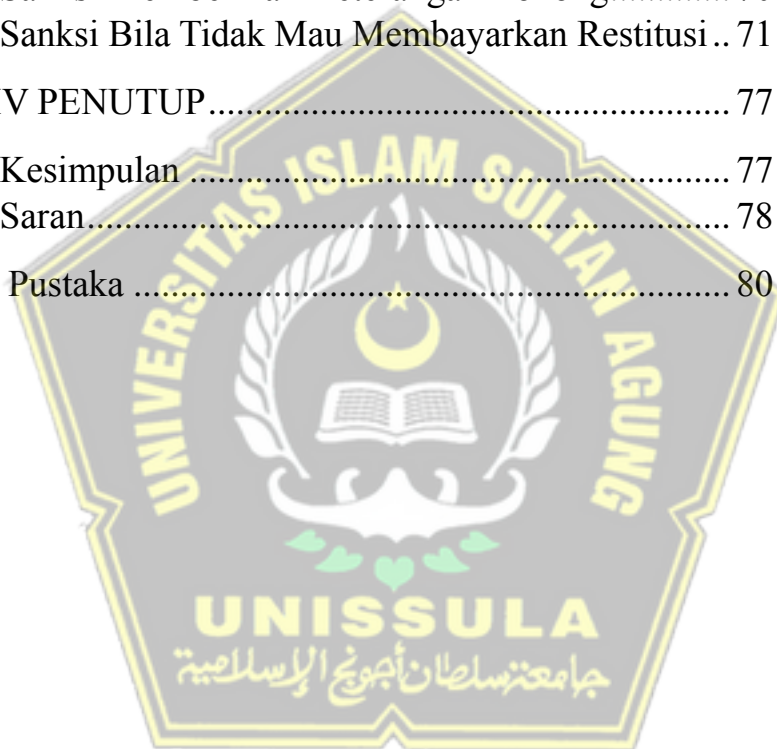 Sanksi Bila Tidak Mau Membayarkan Restitusi .. 71
IV PENUTUP.................................................... 77
Kesimpulan ...................................................... 77
Saran................................................................ 78
Pustaka ........................................................... 80
UNIVERSITAS ISLAM SULTAN AGUNG
UNISSULA
جامعة سلطان أجونج الإسلامية